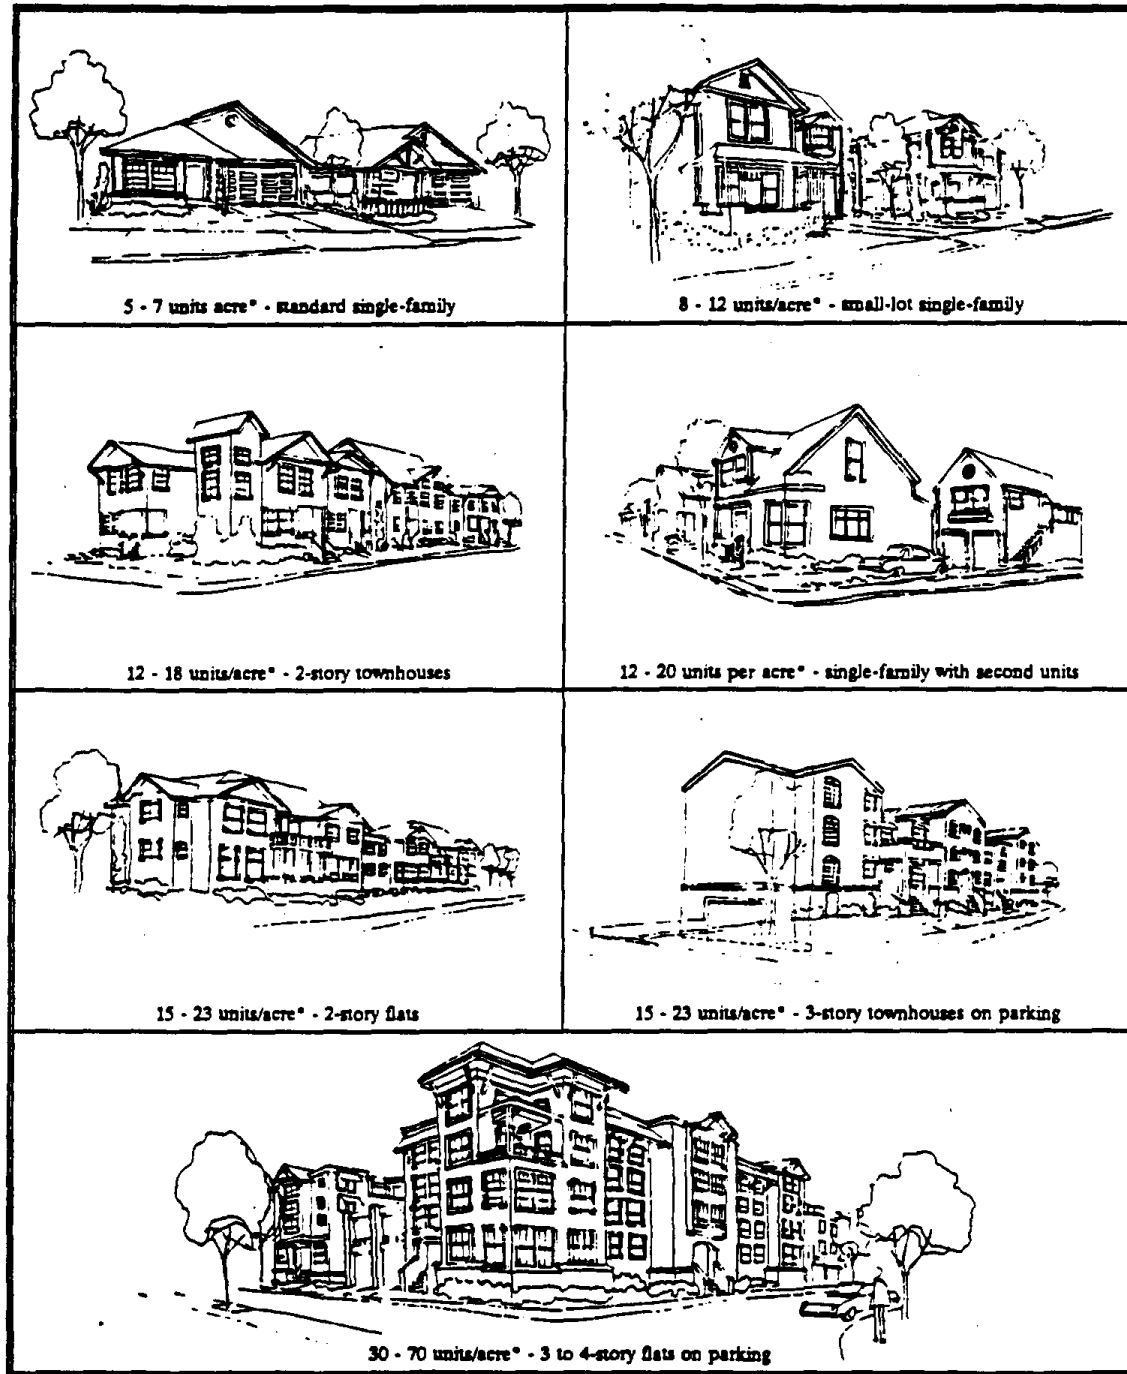 5 - 7 units acre* - standard single-family
8 - 12 units/acre* - small-lot single-family
12 - 18 units/acre* - 2-story townhouses
12 - 20 units per acre* - single-family with second units
15 - 23 units/acre* - 2-story flats
15 - 23 units/acre* - 3-story townhouses on parking
30 - 70 units/acre* - 3 to 4-story flats on parking